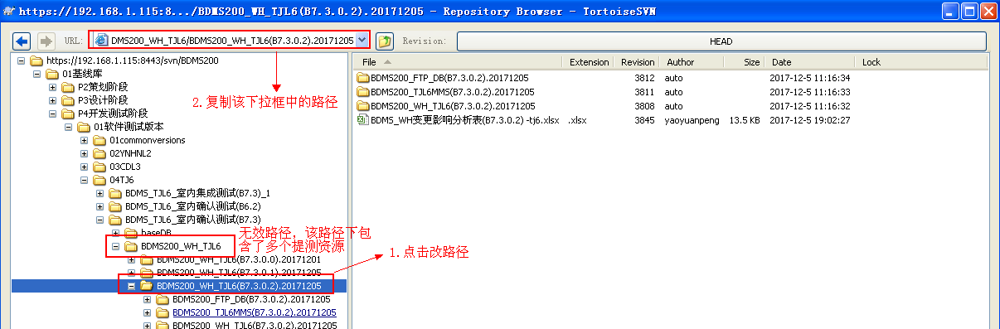 https://192.168.1.115:8.../BDMS200_WH_TJL6(B7.3.0.2).20171205 - Repository Browser - TortoiseSVN
URL: DMS200_WH_TJL6/BDMS200_WH_TJL6(B7.3.0.2).20171205 Revision: HEAD
https://192.168.1.115:8443/svn/BDMS200
01基线库
P2策划阶段
P3设计阶段
P4开发测试阶段
01软件测试版本
01commonversions
02YNHNL2
03CDL3
04TJ6
BDMS_TJL6_室内集成测试(B7.3)_1
BDMS_TJL6_室内确认测试(B6.2)
BDMS_TJL6_室内确认测试(B7.3)
baseDB
BDMS200_WH_TJL6
BDMS200_WH_TJL6(B7.3.0.0).20171201
BDMS200_WH_TJL6(B7.3.0.1).20171205
BDMS200_WH_TJL6(B7.3.0.2).20171205
BDMS200_FTP_DB(B7.3.0.2).20171205
BDMS200_TJL6MMS(B7.3.0.2).20171205
BDMS200_WH_TJL6(B7.3.0.2).20171205
2.复制该下拉框中的路径
无效路径，该路径下包
含了多个提测资源
1.点击改路径
File Extension Revision Author Size Date Lock
BDMS200_FTP_DB(B7.3.0.2).20171205 3812 auto 2017-12-5 11:16:34
BDMS200_TJL6MMS(B7.3.0.2).20171205 3811 auto 2017-12-5 11:16:33
BDMS200_WH_TJL6(B7.3.0.2).20171205 3808 auto 2017-12-5 11:16:32
BDMS_WH变更影响分析表(B7.3.0.2) -tj6.xlsx .xlsx 3845 yaoyuanpeng 13.5 KB 2017-12-5 19:02:27